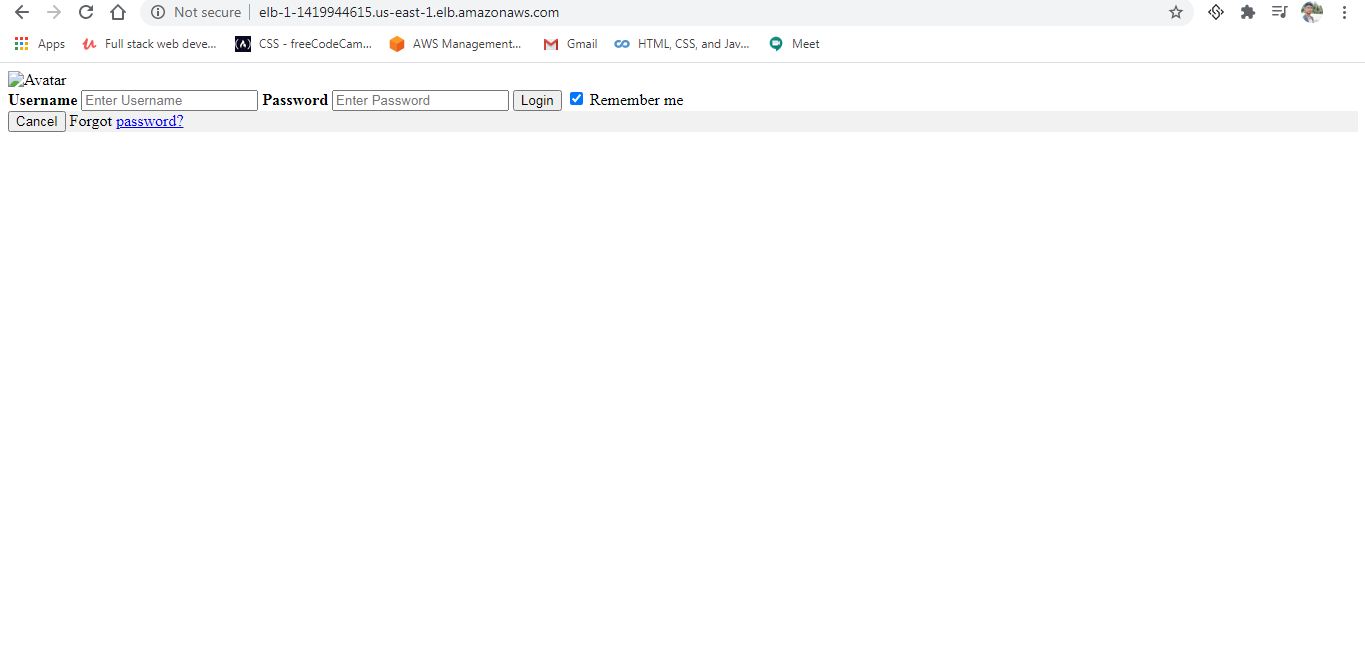 Not secure elb-1-1419944615.us-east-1.elb.amazonaws.com
Apps Full stack web deve... CSS - freeCodeCam... AWS Management... Gmail HTML, CSS, and Jav... Meet
Avatar
Username Enter Username Password Enter Password Login Remember me
Cancel Forgot password?